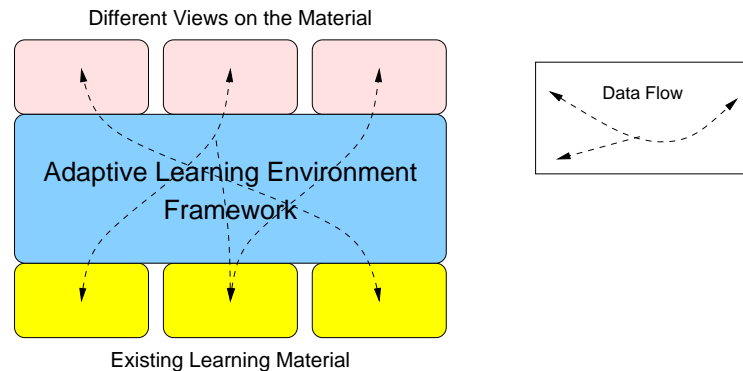 Different Views on the Material
Data Flow
Adaptive Learning Environment
Framework
Existing Learning Material